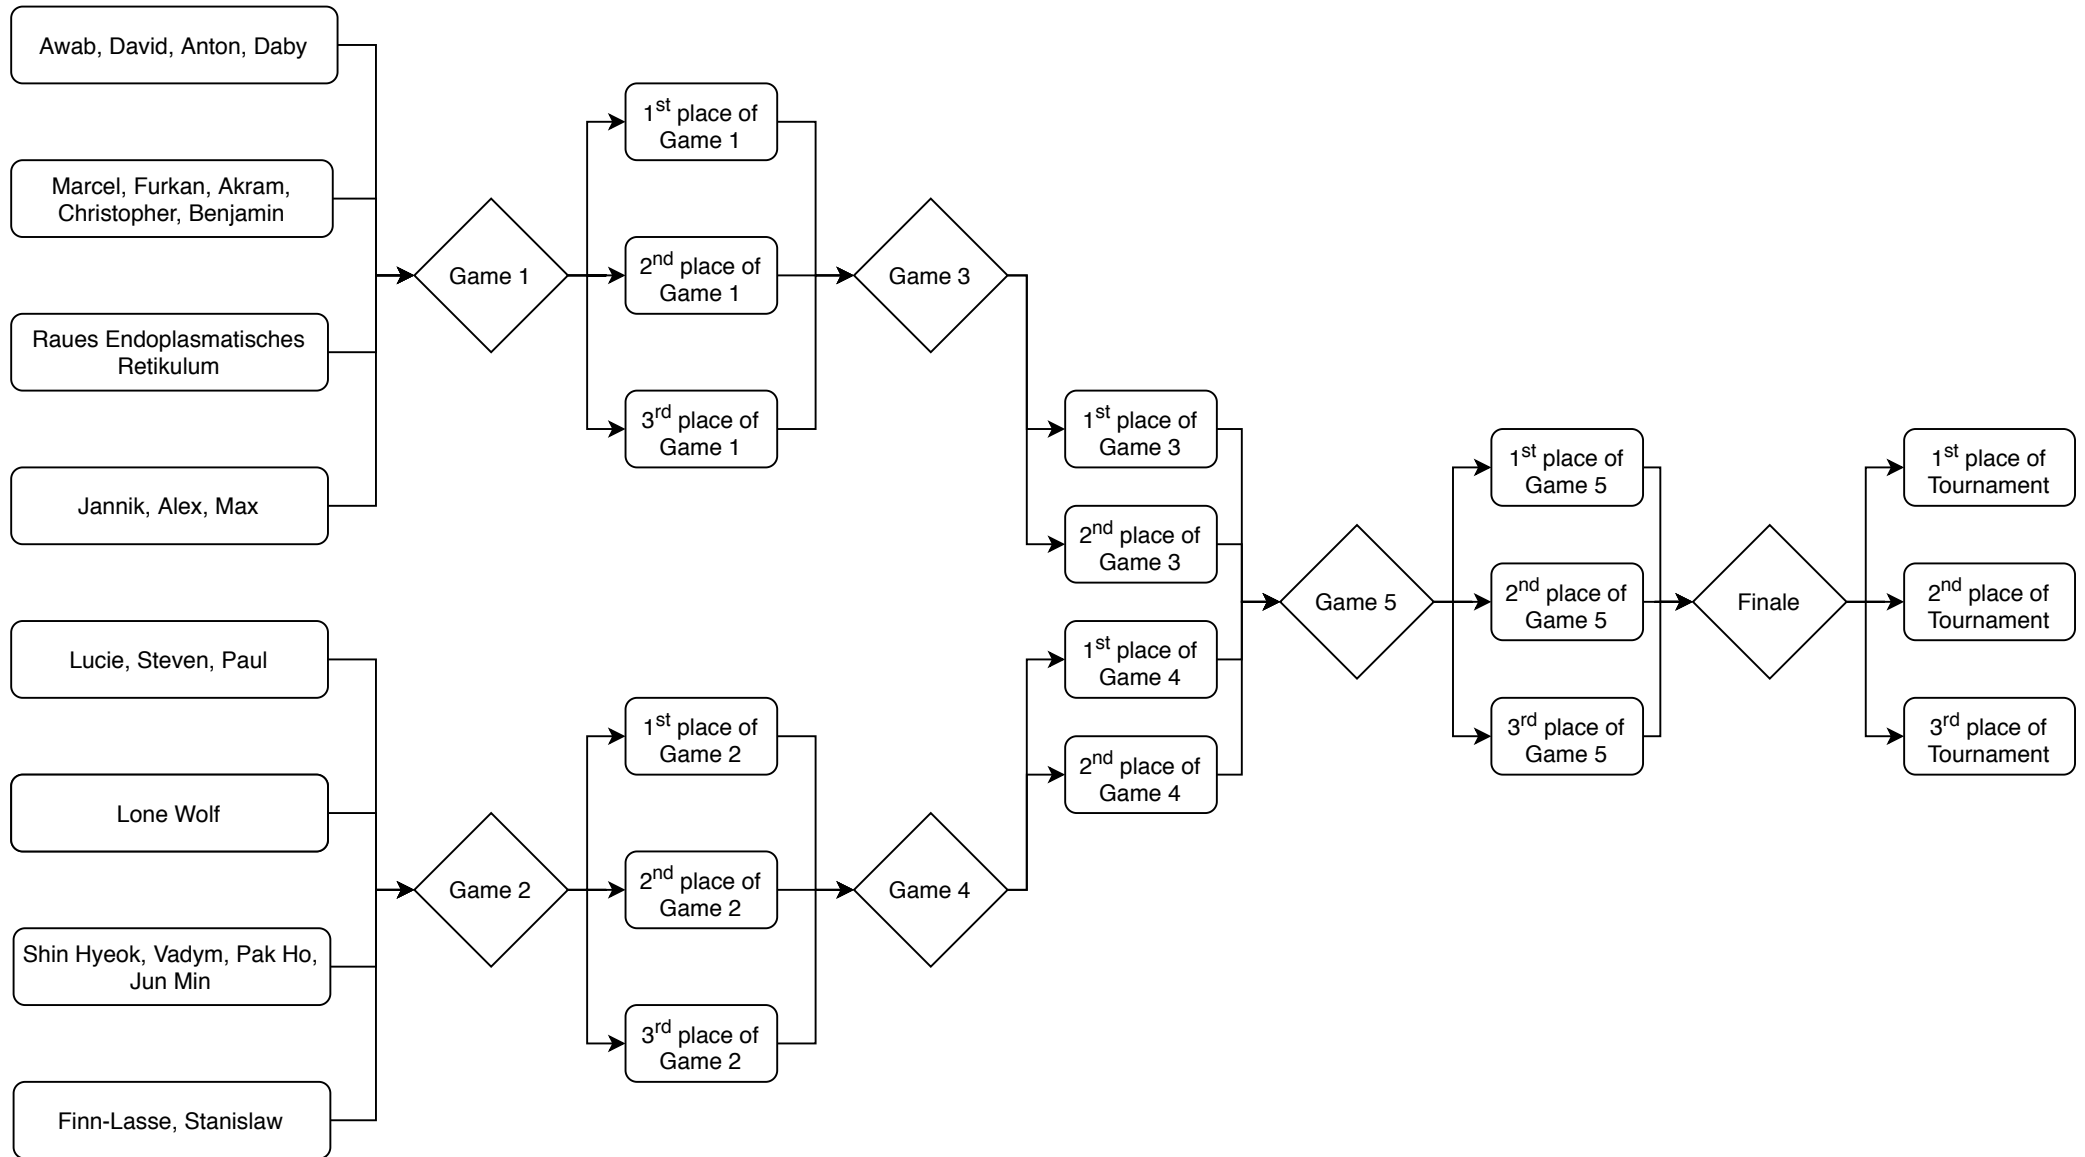 Awab, David, Anton, Daby
Marcel, Furkan, Akram,
Christopher, Benjamin
Raues Endoplasmatisches
Retikulum
Jannik, Alex, Max
Lucie, Steven, Paul
Lone Wolf
Shin Hyeok, Vadym, Pak Ho,
Jun Min
Finn-Lasse, Stanislaw
Game 1
Game 2
1st place of
Game 1
2nd place of
Game 1
3rd place of
Game 1
1st place of
Game 2
2nd place of
Game 2
3rd place of
Game 2
Game 3
Game 4
1st place of
Game 3
2nd place of
Game 3
1st place of
Game 4
2nd place of
Game 4
Game 5
1st place of
Game 5
2nd place of
Game 5
3rd place of
Game 5
Finale
1st place of
Tournament
2nd place of
Tournament
3rd place of
Tournament